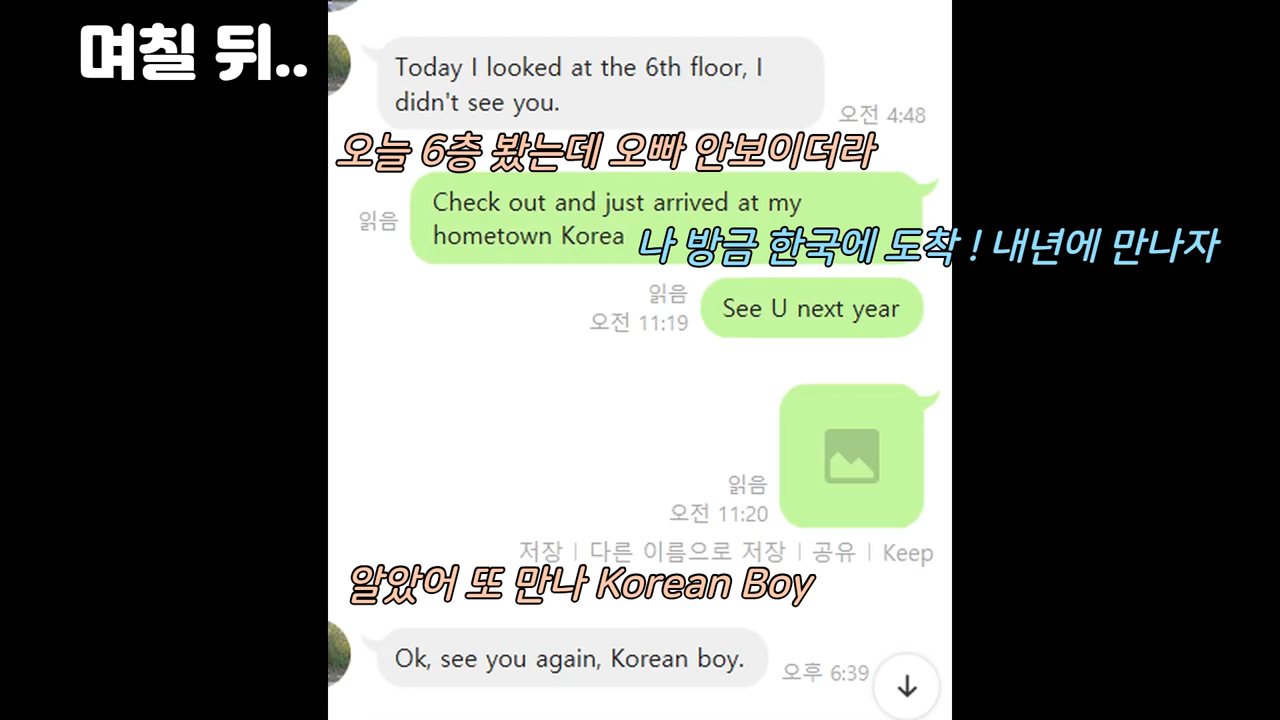 며칠 뒤..
Today I looked at the 6th floor, I
didn't see you.
오전 4:48
오늘 6층 봤는데 오빠 안보이더라
읽음
Check out and just arrived at my
hometown Korea
나 방금 한국에 도착 ! 내년에 만나자
읽음
오전 11:19
See U next year
읽음
오전 11:20
저장 | 다른 이름으로 저장 | 공유 | Keep
알았어 또 만나 Korean Boy
Ok, see you again, Korean boy.
오후 6:39